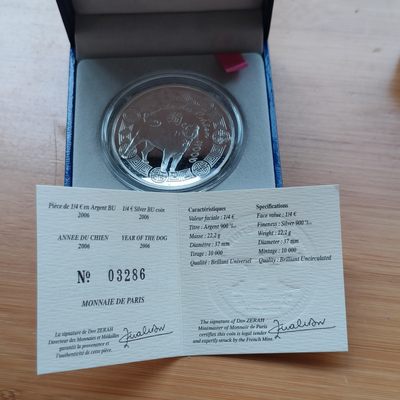 Pièce de 1/4 € en Argent BU
2006
1/4 € Silver BU coin
2006
ANNEE DU CHIEN
2006
YEAR OF THE DOG
2006
Nº 03286
MONNAIE DE PARIS
La signature de Dov ZERAH
Directeur des Monnaies et Médailles
garantit la provenance et
l'authenticité de cette pièce.
Caractéristiques
Valeur faciale : 1/4 €
Titre : Argent 900 ‰
Masse : 22,2 g
Diamètre : 37 mm
Tirage : 10 000
Qualité : Brillant Universel
Specifications
Face value : 1/4 €
Fineness : Silver 900 ‰
Weight : 22,2 g
Diameter : 37 mm
Mintage : 10 000
Quality : Brilliant Uncirculated
The signature of Dov ZERAH
Mintmaster of Monnaie de Paris
certifies this coin is legal tender
and expertly struck by the French Mint.